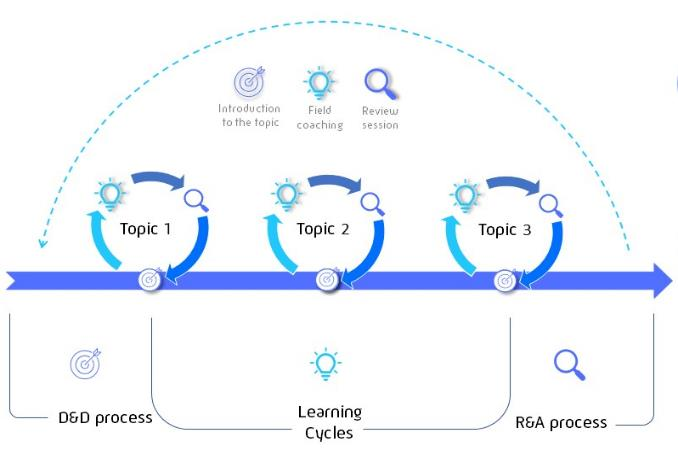 Introduction
to the topic
Field
coaching
Review
session
Topic 1
Topic 2
Topic 3
D&D process
Learning
Cycles
R&A process